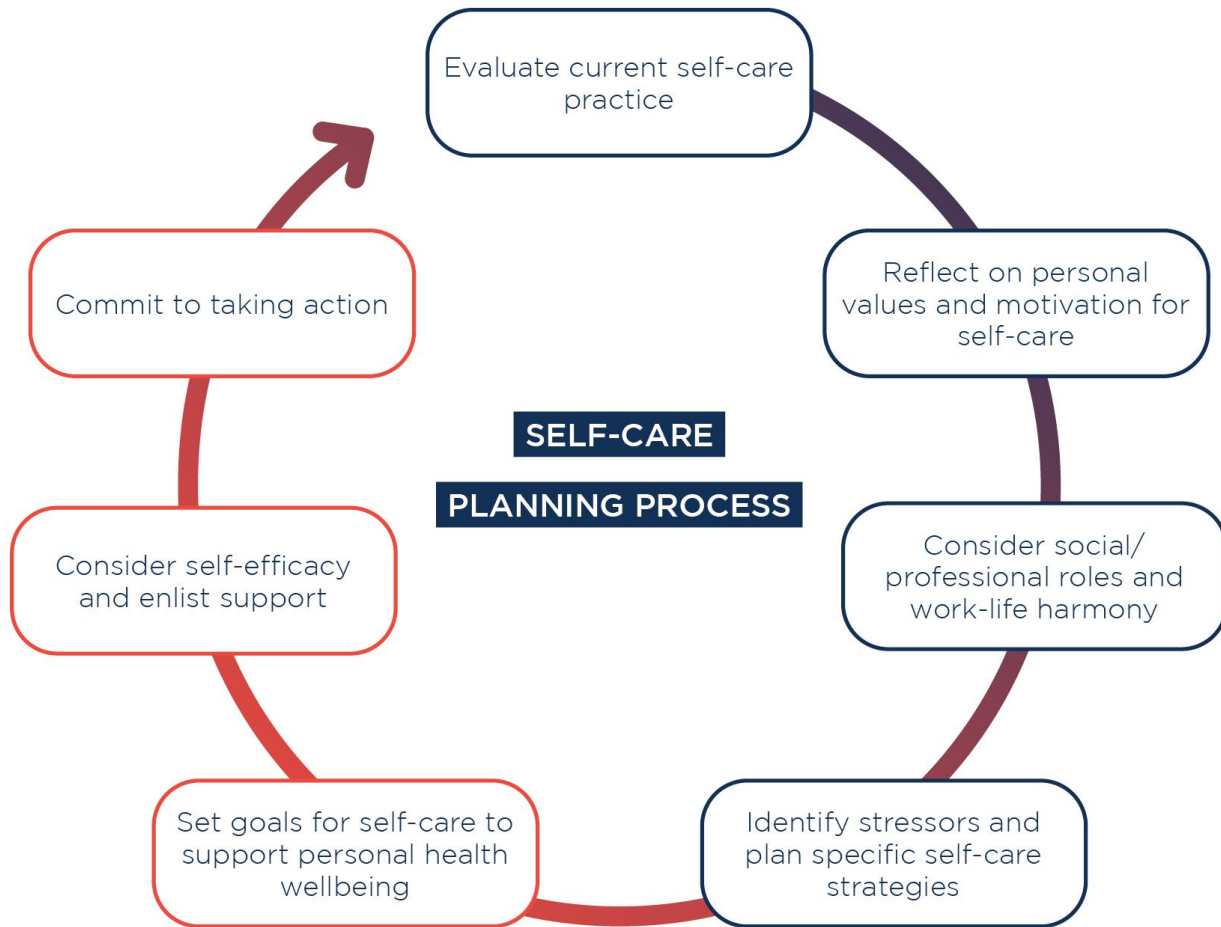 Evaluate current self-care
practice
Reflect on personal
values and motivation for
self-care
Consider social/
professional roles and
work-life harmony
Identify stressors and
plan specific self-care
strategies
Set goals for self-care to
support personal health
wellbeing
Consider self-efficacy
and enlist support
Commit to taking action
SELF-CARE
PLANNING PROCESS